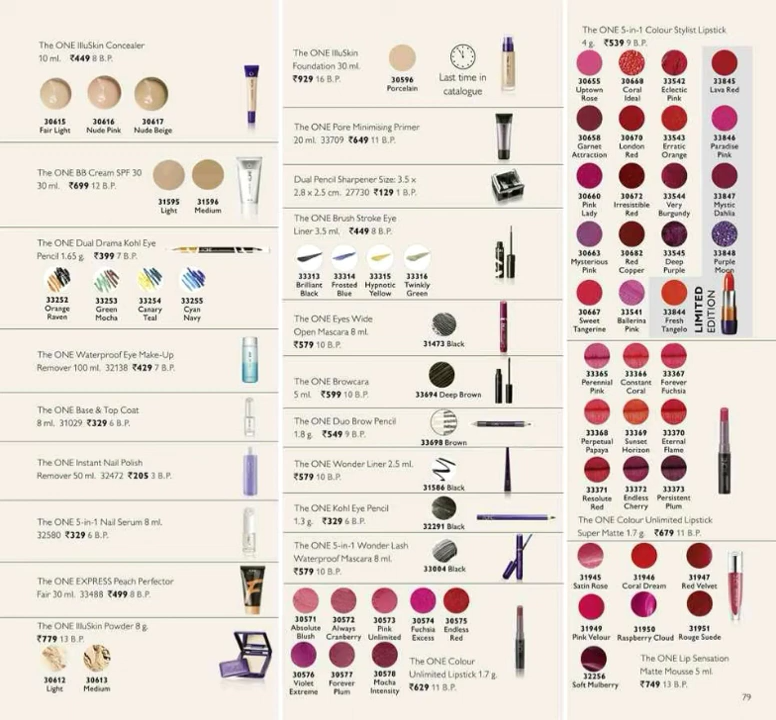 The ONE IlluSkin Concealer
10 ml. ₹449 8 B.P.
30615
Fair Light
30616
Nude Pink
30617
Nude Beige
The ONE BB Cream SPF 30
30 ml. ₹699 12 B.P.
31595
Light
31596
Medium
The ONE Dual Drama Kohl Eye
Pencil 1.65 g. ₹399 7 B.P.
33252
Orange
Raven
33253
Green
Mocha
33254
Canary
Teal
33255
Cyan
Navy
The ONE Waterproof Eye Make-Up
Remover 100 ml. 32138 ₹429 7 B.P.
The ONE Base & Top Coat
8 ml. 31029 ₹329 6 B.P.
The ONE Instant Nail Polish
Remover 50 ml. 32472 ₹205 3 B.P.
The ONE 5-in-1 Nail Serum 8 ml.
32580 ₹329 6 B.P.
The ONE EXPRESS Peach Perfector
Fair 30 ml. 33488 ₹499 8 B.P.
The ONE IlluSkin Powder 8 g.
₹779 13 B.P.
30612
Light
30613
Medium
The ONE IlluSkin
Foundation 30 ml.
₹929 16 B.P.
30596
Porcelain
Last time in
catalogue
The ONE Pore Minimising Primer
20 ml. 33709 ₹649 11 B.P.
Dual Pencil Sharpener Size: 3.5 x
2.8 x 2.5 cm. 27730 ₹129 1 B.P.
The ONE Brush Stroke Eye
Liner 3.5 ml. ₹449 8 B.P.
33313
Brilliant
Black
33314
Frosted
Blue
33315
Hypnotic
Yellow
33316
Twinkly
Green
The ONE Eyes Wide
Open Mascara 8 ml.
₹579 10 B.P.
31473 Black
The ONE Browcara
5 ml. ₹599 10 B.P.
33694 Deep Brown
The ONE Duo Brow Pencil
1.8 g. ₹549 9 B.P.
33698 Brown
The ONE Wonder Liner 2.5 ml.
₹579 10 B.P.
31586 Black
The ONE Kohl Eye Pencil
1.3 g. ₹329 6 B.P.
32291 Black
The ONE 5-in-1 Wonder Lash
Waterproof Mascara 8 ml.
₹579 10 B.P.
33004 Black
30571
Absolute
Blush
30572
Always
Cranberry
30573
Pink
Unlimited
30574
Fuchsia
Excess
30575
Endless
Red
30576
Violet
Extreme
30577
Forever
Plum
30578
Mocha
Intensity
The ONE Colour
Unlimited Lipstick 1.7 g.
₹629 11 B.P.
The ONE 5-in-1 Colour Stylist Lipstick
4 g. ₹539 9 B.P.
30655
Uptown
Rose
30668
Coral
Ideal
33542
Eclectic
Pink
33845
Lava Red
30658
Garnet
Attraction
30670
London
Red
33543
Erratic
Orange
33846
Paradise
Pink
30660
Pink
Lady
30672
Irresistible
Red
33544
Very
Burgundy
33847
Mystic
Dahlia
30663
Mysterious
Pink
30682
Red
Copper
33545
Deep
Purple
33848
Purple
Moon
30667
Sweet
Tangerine
33541
Ballerina
Pink
33844
Fresh
Tangelo
LIMITED
EDITION
33365
Perennial
Pink
33366
Constant
Coral
33367
Forever
Fuchsia
33368
Perpetual
Papaya
33369
Sunset
Horizon
33370
Eternal
Flame
33371
Resolute
Red
33372
Endless
Cherry
33373
Persistent
Plum
The ONE Colour Unlimited Lipstick
Super Matte 1.7 g. ₹679 11 B.P.
31945
Satin Rose
31946
Coral Dream
31947
Red Velvet
31949
Pink Velour
31950
Raspberry Cloud
31951
Rouge Suede
32256
Soft Mulberry
The ONE Lip Sensation
Matte Mousse 5 ml.
₹749 13 B.P.
79